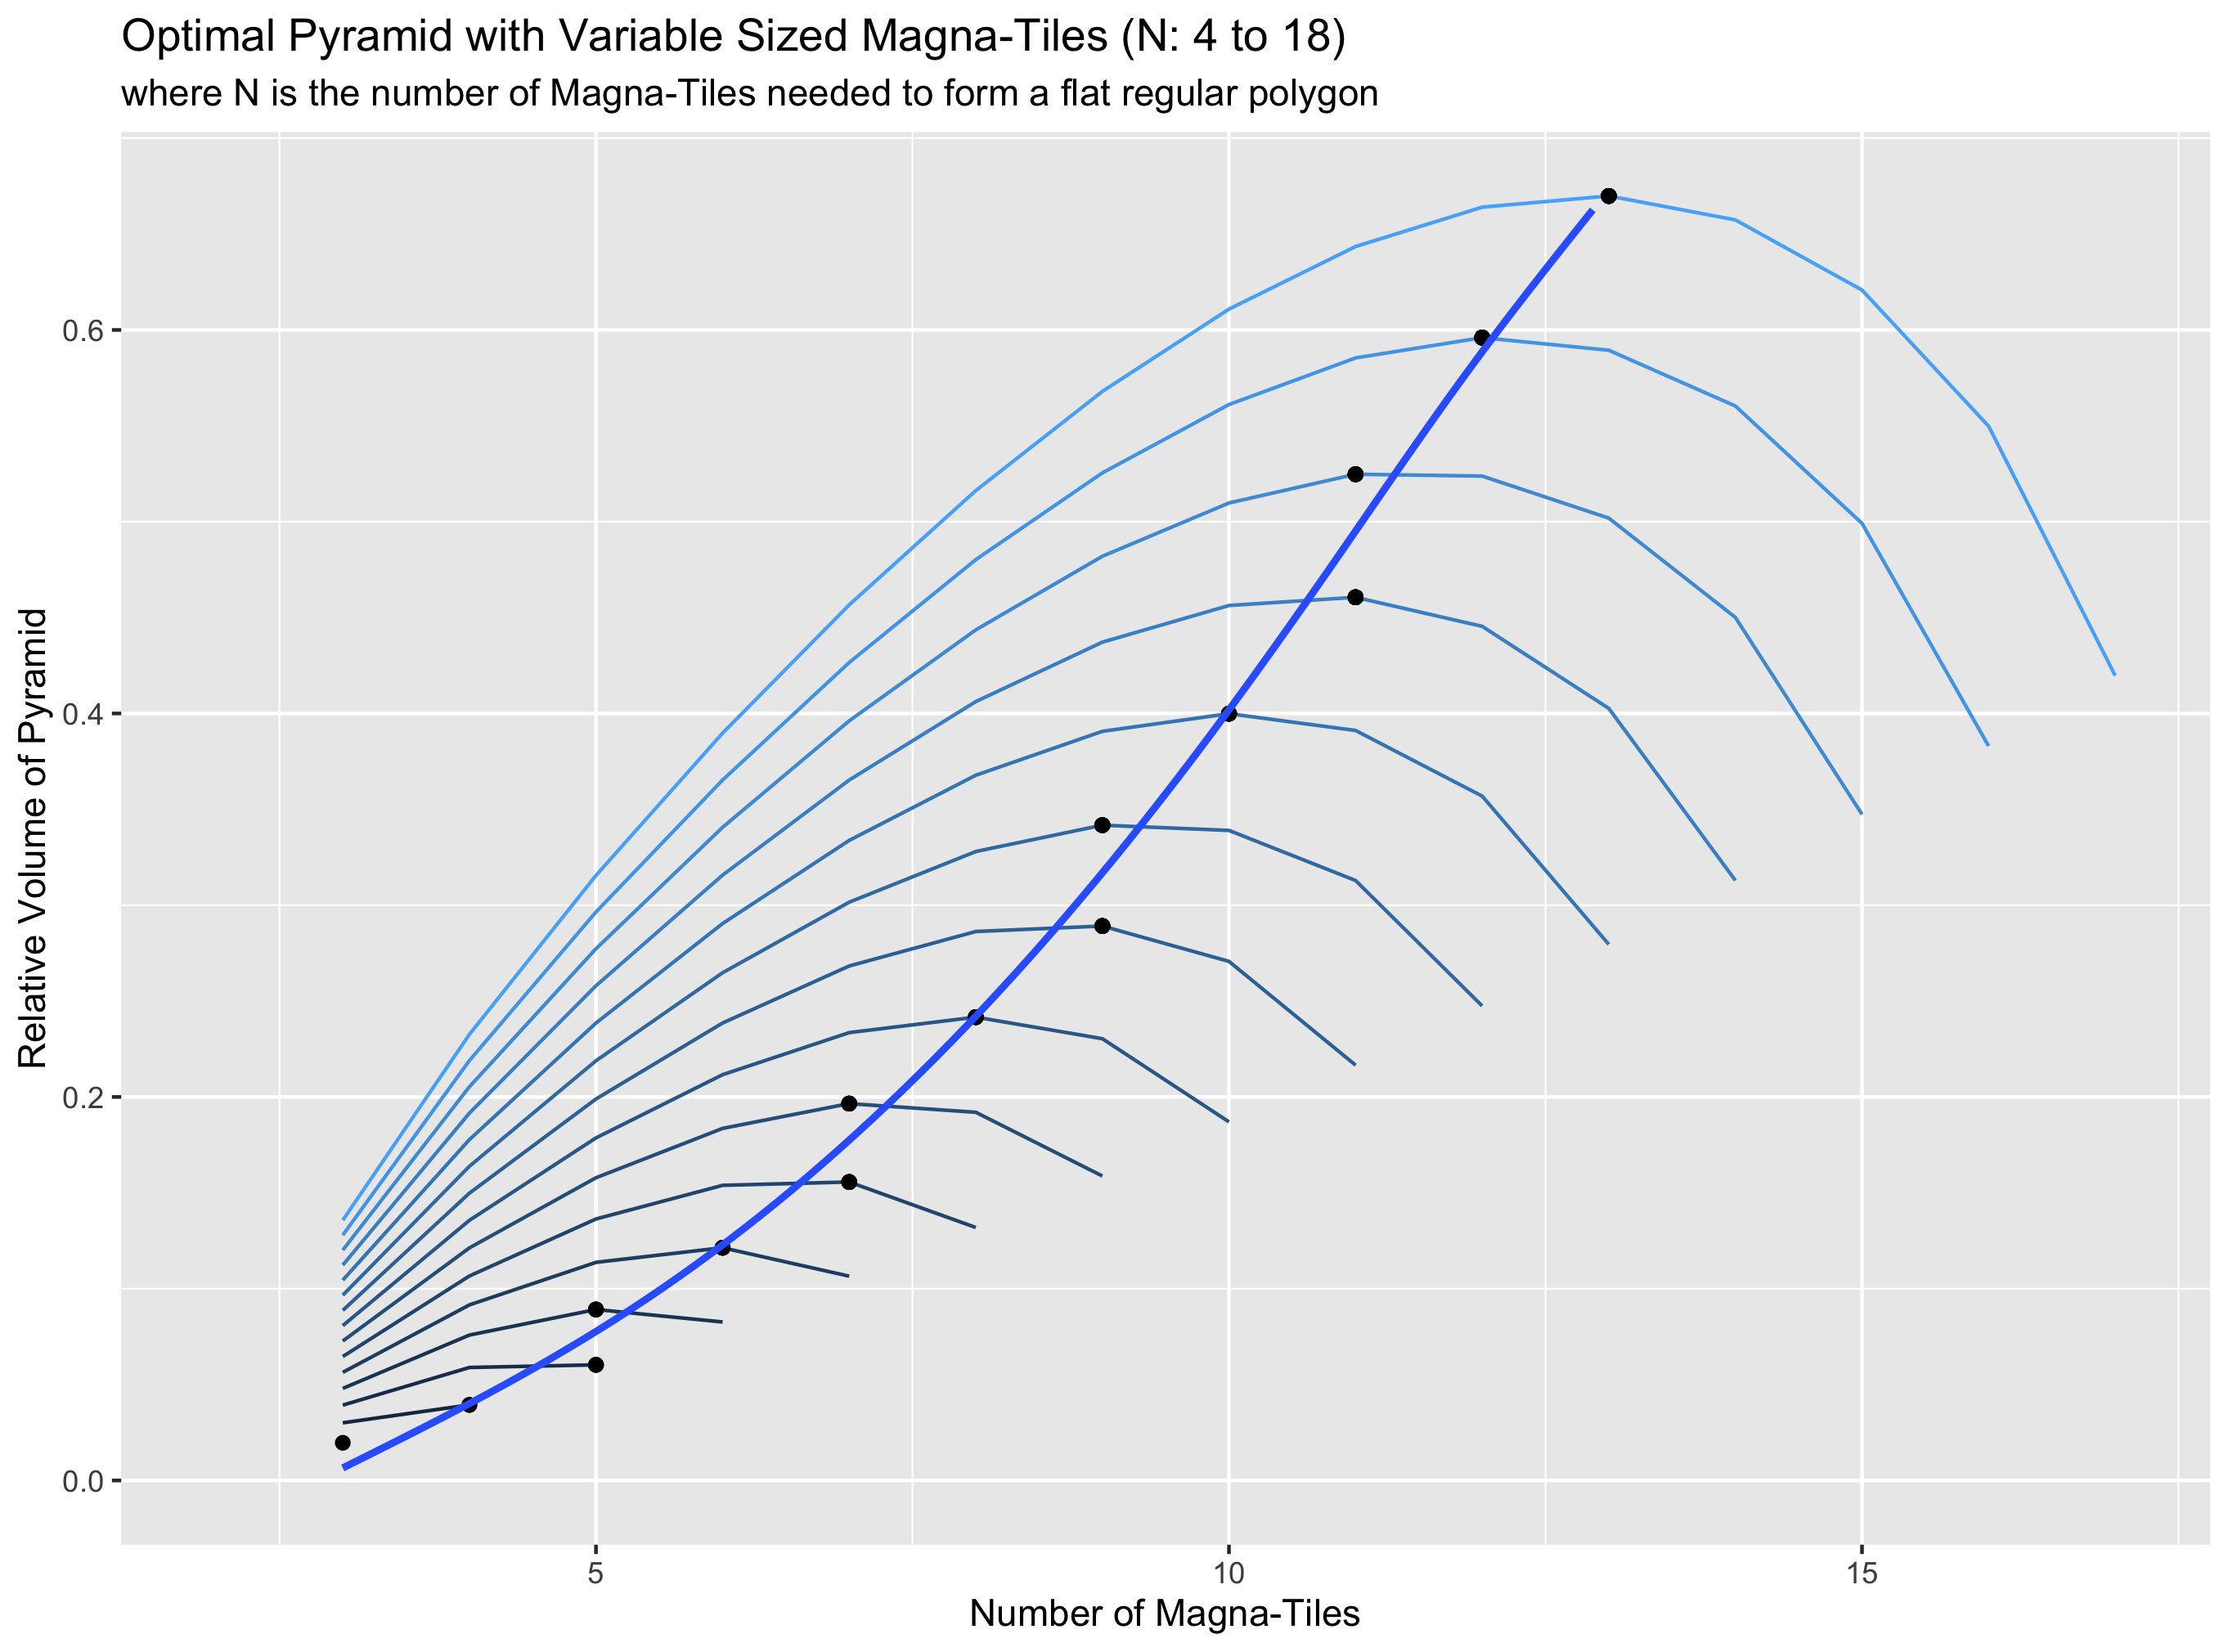 Optimal Pyramid with Variable Sized Magna-Tiles (N: 4 to 18)
where N is the number of Magna-Tiles needed to form a flat regular polygon
Relative Volume of Pyramid
0.6
0.4
0.2
0.0
5
10
15
Number of Magna-Tiles